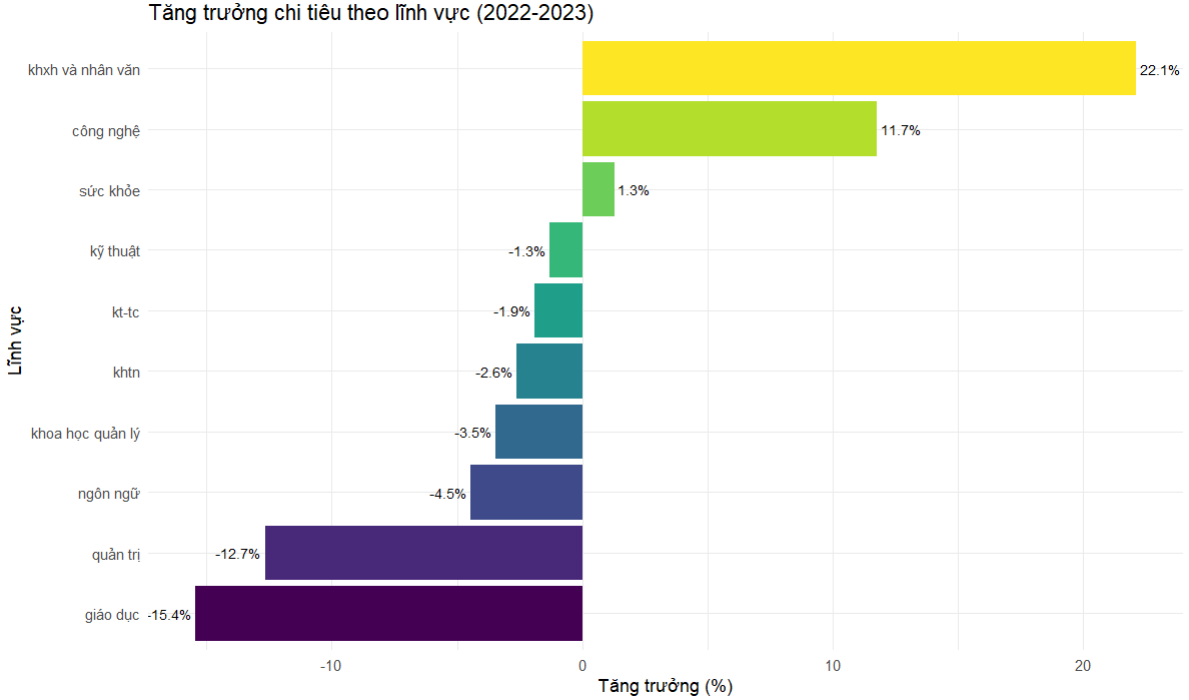 Tăng trưởng chi tiêu theo lĩnh vực (2022-2023)
khxh và nhân văn 22.1%
công nghệ 11.7%
sức khỏe 1.3%
kỹ thuật -1.3%
kt-tc -1.9%
khtn -2.6%
khoa học quản lý -3.5%
ngôn ngữ -4.5%
quản trị -12.7%
giáo dục -15.4%
Lĩnh vực
-10 0 10 20
Tăng trưởng (%)